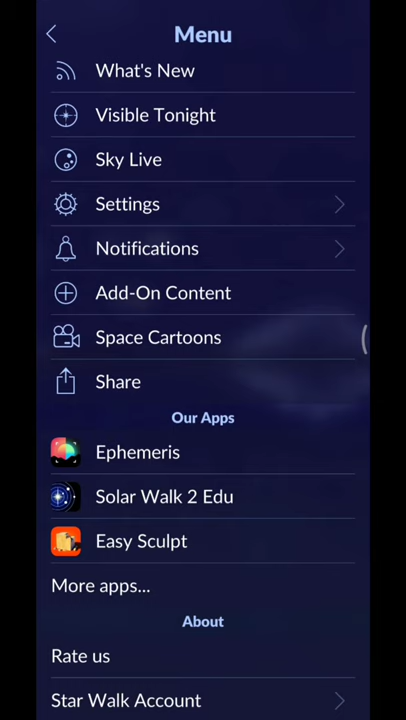 Menu
What's New
Visible Tonight
Sky Live
Settings
Notifications
Add-On Content
Space Cartoons
Share
Our Apps
Ephemeris
Solar Walk 2 Edu
Easy Sculpt
More apps...
About
Rate us
Star Walk Account